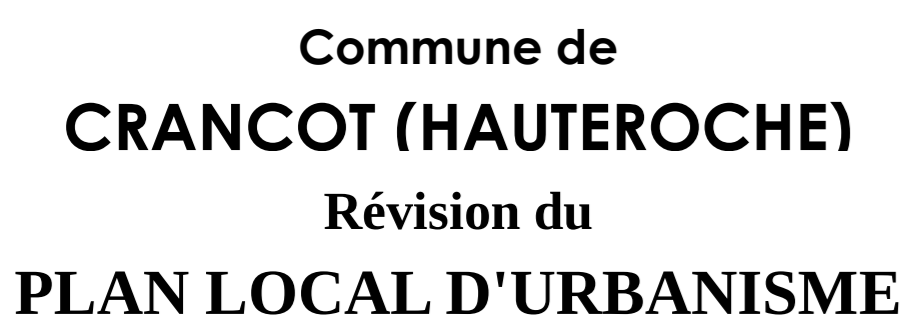 Commune de
CRANCOT (HAUTEROCHE)
Révision du
PLAN LOCAL D'URBANISME